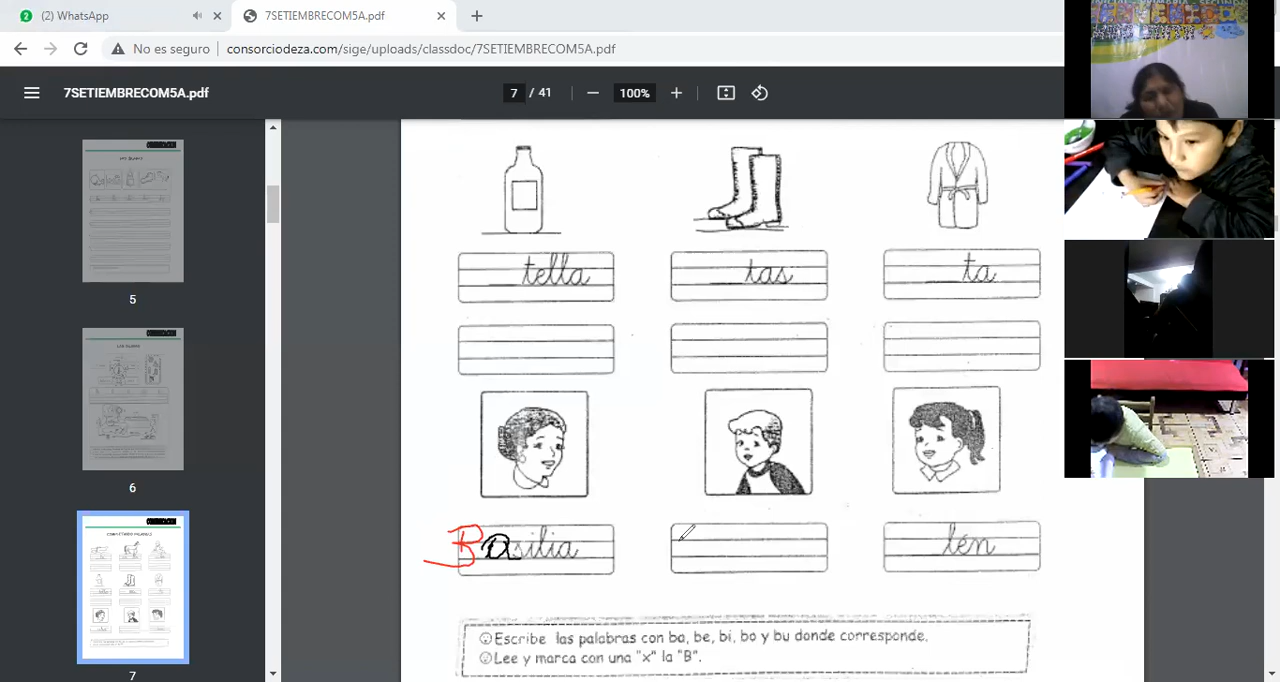 (2) WhatsApp
7SETIEMBRECOM5A.pdf
No es seguro
consorciodeza.com/sige/uploads/classdoc/7SETIEMBRECOM5A.pdf
7SETIEMBRECOM5A.pdf
7 / 41
100%
5
6
7
tella
tas
ta
Basilia
lén
Escribe las palabras con ba, be, bi, bo y bu donde corresponde.
Lee y marca con una "x" la "B".